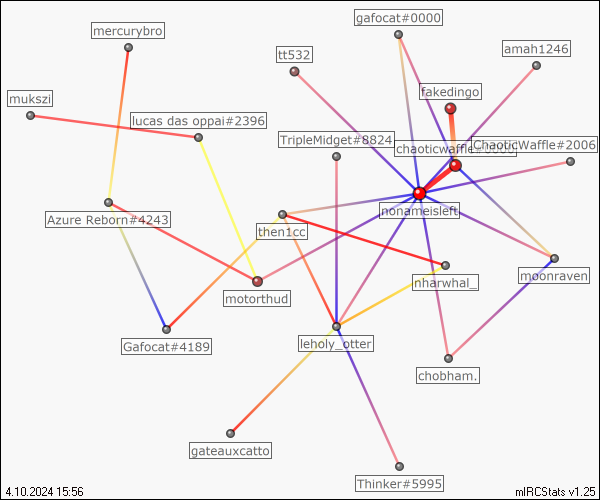 gafocat#0000
mercurybro
tt532
amah1246
fakedingo
mukszi
lucas das oppai#2396
TripleMidget#8824
ChaoticWaffle#2006
nonameisleft
Azure Reborn#4243
then1cc
moonraven
nharwhal_
motorthud
leholy_otter
Gafocat#4189
chobham.
gateauxcatto
Thinker#5995
4.10.2024 15:56
mIRCStats v1.25